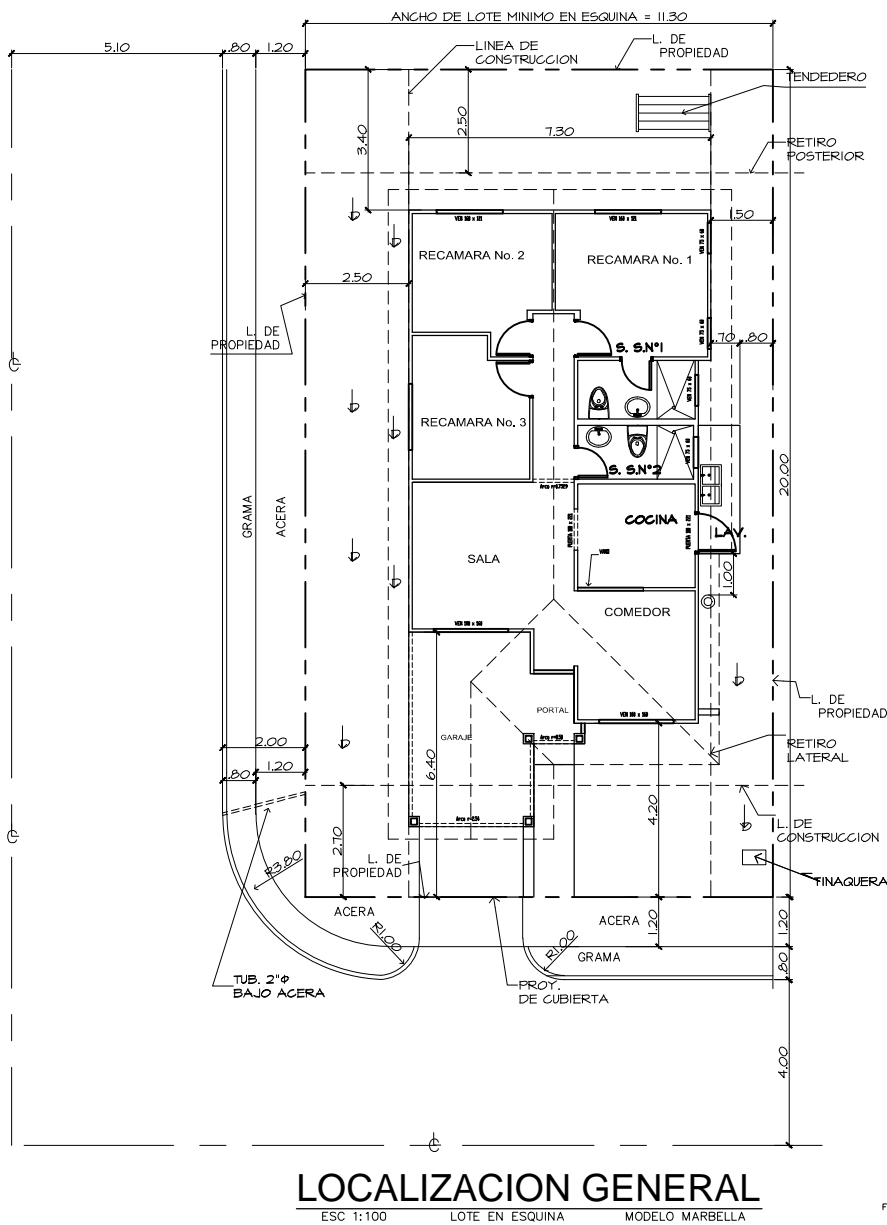 ANCHO DE LOTE MINIMO EN ESQUINA = 11.30
5.10
.80
1.20
LINEA DE
CONSTRUCCION
L. DE
PROPIEDAD
TENDEDERO
3.40
2.50
7.30
RETIRO
POSTERIOR
1.50
RECAMARA No. 2
RECAMARA No. 1
2.50
L. DE
PROPIEDAD
S. S.Nº1
.70
.80
RECAMARA No. 3
S. S.Nº2
20.00
GRAMA
ACERA
COCINA
LAV.
SALA
1.00
COMEDOR
L. DE
PROPIEDAD
PORTAL
GARAJE
RETIRO
LATERAL
2.00
1.20
.80
6.40
4.20
2.70
L. DE
CONSTRUCCION
R3.80
L. DE
PROPIEDAD
TINAQUERA
ACERA
ACERA
1.20
1.20
R1.00
R1.00
GRAMA
.80
TUB. 2"Φ
BAJO ACERA
PROY.
DE CUBIERTA
4.00
LOCALIZACION GENERAL
ESC 1:100
LOTE EN ESQUINA
MODELO MARBELLA
F